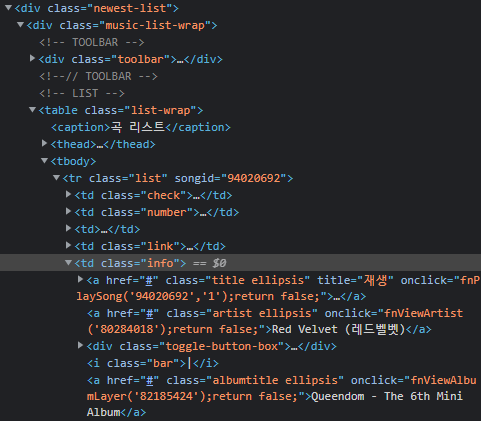 ▼<div class="newest-list">
▼<div class="music-list-wrap">
<!-- TOOLBAR -->
▶<div class="toolbar">…</div>
<!--// TOOLBAR -->
<!-- LIST -->
▼<table class="list-wrap">
<caption>곡 리스트</caption>
▶<thead>…</thead>
▼<tbody>
▼<tr class="list" songid="94020692">
▶<td class="check">…</td>
▶<td class="number">…</td>
▶<td>…</td>
▶<td class="link">…</td>
▼<td class="info"> == $0
▶<a href="#" class="title ellipsis" title="재생" onclick="fnP
laySong('94020692','1');return false;">…</a>
<a href="#" class="artist ellipsis" onclick="fnViewArtist
('80284018');return false;">Red Velvet (레드벨벳)</a>
▶<div class="toggle-button-box">…</div>
<i class="bar">|</i>
<a href="#" class="albumtitle ellipsis" onclick="fnViewAlbu
mLayer('82185424');return false;">Queendom - The 6th Mini
Album</a>